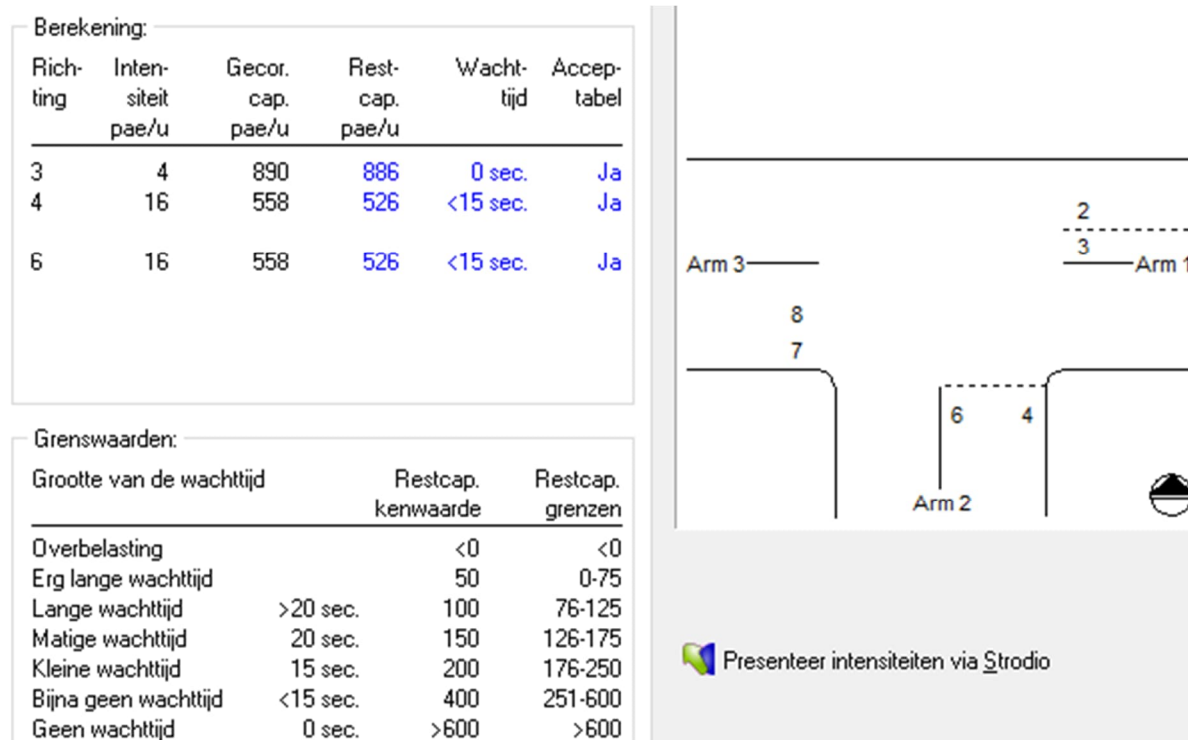 Berekening:
Rich- Inten- Gecor. Rest- Wacht- Accep-
ting siteit cap. cap. tijd tabel
pae/u pae/u pae/u
3 4 890 886 0 sec. Ja
4 16 558 526 <15 sec. Ja
6 16 558 526 <15 sec. Ja
Grenswaarden:
Grootte van de wachttijd Restcap. Restcap.
kenwaarde grenzen
Overbelasting <0 <0
Erg lange wachttijd 50 0-75
Lange wachttijd >20 sec. 100 76-125
Matige wachttijd 20 sec. 150 126-175
Kleine wachttijd 15 sec. 200 176-250
Bijna geen wachttijd <15 sec. 400 251-600
Geen wachttijd 0 sec. >600 >600
2
3
Arm 3 Arm 1
8
7
6 4
Arm 2
Presenteer intensiteiten via Strodio